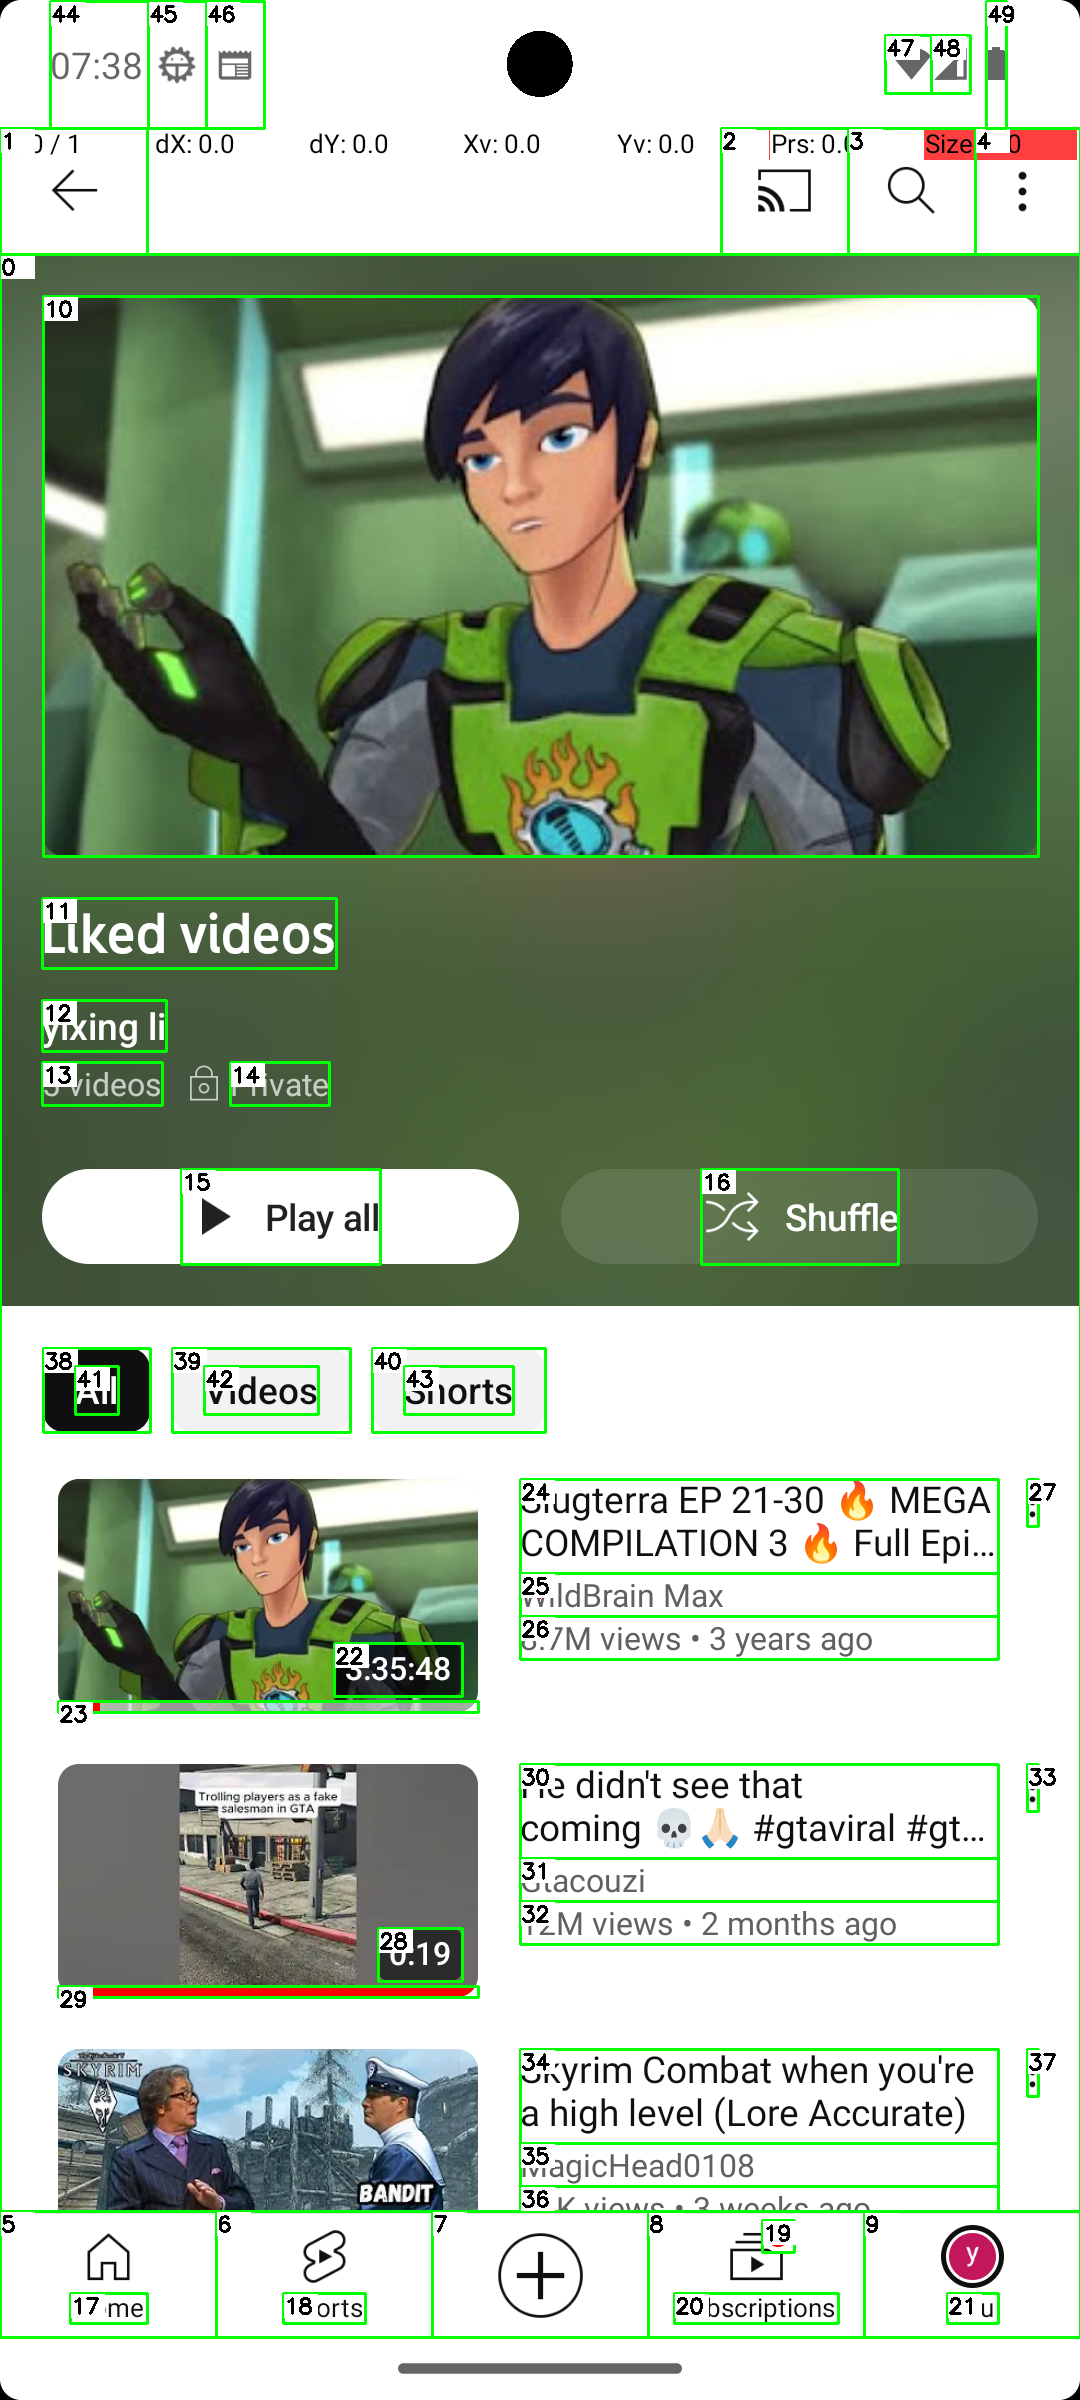 07:38
/ 1 dX: 0.0 dY: 0.0 Xv: 0.0 Yv: 0.0 Prs: 0.0 Size
Liked videos
yixing li
videos Private
Play all Shuffle
All Videos Shorts
Slugterra EP 21-30 🔥 MEGA
COMPILATION 3 🔥 Full Epi...
WildBrain Max
8.7M views • 3 years ago
3:35:48
Trolling players as a fake
salesman in GTA
He didn't see that
coming 💀🙏🏻 #gtaviral #gt...
Gtacouzi
12M views • 2 months ago
0:19
SKYRIM
BANDIT
Skyrim Combat when you're
a high level (Lore Accurate)
MagicHead0108
K views • 3 weeks ago
y
Home Shorts Subscriptions You
0
1
2
3
4
5
6
7
8
9
10
11
12
13
14
15
16
17
18
19
20
21
22
23
24
25
26
27
28
29
30
31
32
33
34
35
36
37
38
39
40
41
42
43
44
45
46
47
48
49